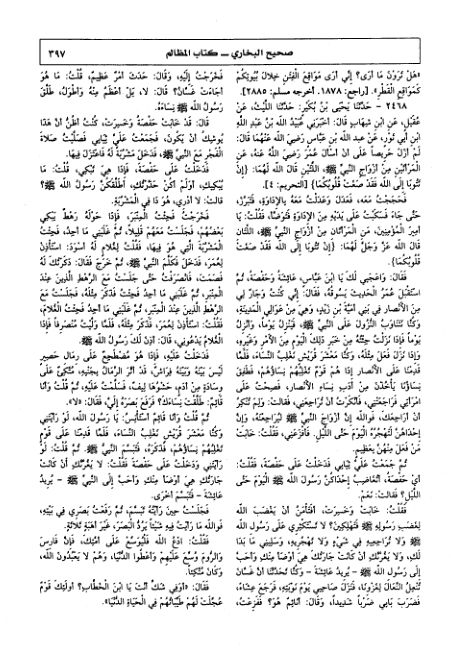 صحيح البخاري ــ كتاب المظالم
٣٩٧
«هَلْ تَرَوْنَ مَا أَرَى؟ إِنِّي أَرَى مَوَاقِعَ الْفِتَنِ خِلَالَ بُيُوتِكُمْ
كَمَوَاقِعِ الْقَطْرِ». [راجع: ١٨٧٨، أخرجه مسلم: ٢٨٨٥].
٢٤٦٨ - حَدَّثَنَا يَحْيَى بْنُ بُكَيْرٍ: حَدَّثَنَا اللَّيْثُ، عَنْ
عُقَيْلٍ، عَنِ ابْنِ شِهَابٍ قَالَ: أَخْبَرَنِي عُبَيْدُ اللَّهِ بْنُ عَبْدِ اللَّهِ
ابْنِ أَبِي ثَوْرٍ، عَنْ عبد الله بْنِ عَبَّاسٍ رَضِيَ اللَّهُ عَنْهُمَا قَالَ:
لَمْ أَزَلْ حَرِيصاً عَلَى أَنْ أَسْأَلَ عُمَرَ رَضِيَ اللَّهُ عَنْهُ، عَنِ
الْمَرْأَتَيْنِ مِنْ أَزْوَاجِ النَّبِيِّ ﷺ، اللَّتَيْنِ قَالَ اللَّهُ لَهُمَا: {إِنْ
تَتُوبَا إِلَى اللَّهِ فَقَدْ صَغَتْ قُلُوبُكُمَا} [التحريم: ٤].
فَحَجَجْتُ مَعَهُ، فَعَدَلَ وَعَدَلْتُ مَعَهُ بِالإِدَاوَةِ، فَتَبَرَّزَ،
حَتَّى جَاءَ فَسَكَبْتُ عَلَى يَدَيْهِ مِنَ الإِدَاوَةِ فَتَوَضَّأَ، فَقُلْتُ: يَا
أَمِيرَ الْمُؤْمِنِينَ، مَنِ الْمَرْأَتَانِ مِنْ أَزْوَاجِ النَّبِيِّ ﷺ، اللَّتَانِ
قَالَ اللَّهُ عَزَّ وَجَلَّ لَهُمَا: {إِنْ تَتُوبَا إِلَى اللَّهِ فَقَدْ صَغَتْ
قُلُوبُكُمَا}.
فَقَالَ: وَاعَجَبِي لَكَ يَا ابْنَ عَبَّاسٍ، عَائِشَةُ وَحَفْصَةُ، ثُمَّ
اسْتَقْبَلَ عُمَرُ الْحَدِيثَ يَسُوقُهُ، فَقَالَ: إِنِّي كُنْتُ وَجَارٌ لِي
مِنَ الأَنْصَارِ فِي بَنِي أُمَيَّةَ بْنِ زَيْدٍ، وَهِيَ مِنْ عَوَالِي الْمَدِينَةِ،
وَكُنَّا نَتَنَاوَبُ النُّزُولَ عَلَى النَّبِيِّ ﷺ، فَيَنْزِلُ يَوْماً، وَأَنْزِلُ
يَوْماً، فَإِذَا نَزَلْتُ جِئْتُهُ مِنْ خَبَرِ ذَلِكَ الْيَوْمِ مِنَ الأَمْرِ وَغَيْرِهِ،
وَإِذَا نَزَلَ فَعَلَ مِثْلَهُ، وَكُنَّا مَعْشَرَ قُرَيْشٍ نَغْلِبُ النِّسَاءَ، فَلَمَّا
قَدِمْنَا عَلَى الأَنْصَارِ إِذَا هُمْ قَوْمٌ تَغْلِبُهُمْ نِسَاؤُهُمْ، فَطَفِقَ
نِسَاؤُنَا يَأْخُذْنَ مِنْ أَدَبِ نِسَاءِ الأَنْصَارِ، فَصِحْتُ عَلَى
امْرَأَتِي، فَرَاجَعَتْنِي، فَأَنْكَرْتُ أَنْ تُرَاجِعَنِي، فَقَالَتْ: وَلِمَ تُنْكِرُ
أَنْ أُرَاجِعَكَ، فَوَاللَّهِ إِنَّ أَزْوَاجَ النَّبِيِّ ﷺ لَيُرَاجِعْنَهُ، وَإِنَّ
إِحْدَاهُنَّ لَتَهْجُرُهُ الْيَوْمَ حَتَّى اللَّيْلِ. فَأَفْزَعَنِي، فَقُلْتُ: خَابَتْ
مَنْ فَعَلَ مِنْهُنَّ بِعَظِيمٍ.
ثُمَّ جَمَعْتُ عَلَيَّ ثِيَابِي فَدَخَلْتُ عَلَى حَفْصَةَ، فَقُلْتُ:
أَيْ حَفْصَةُ، أَتُغَاضِبُ إِحْدَاكُنَّ رَسُولَ اللَّهِ ﷺ الْيَوْمَ حَتَّى
اللَّيْلِ؟ فَقَالَتْ: نَعَمْ.
فَقُلْتُ: خَابَتْ وَخَسِرَتْ، أَفَتَأْمَنُ أَنْ يَغْضَبَ اللَّهُ
لِغَضَبِ رَسُولِهِ ﷺ فَتَهْلِكِينَ؟ لَا تَسْتَكْثِرِي عَلَى رَسُولِ اللَّهِ
ﷺ وَلَا تُرَاجِعِيهِ فِي شَيْءٍ وَلَا تَهْجُرِيهِ، وَسَلِينِي مَا بَدَا
لَكِ، وَلَا يَغُرَّنَّكِ أَنْ كَانَتْ جَارَتُكِ هِيَ أَوْضَأَ مِنْكِ وَأَحَبَّ
إِلَى رَسُولِ اللَّهِ ﷺ - يُرِيدُ عَائِشَةَ - وَكُنَّا تَحَدَّثْنَا أَنَّ غَسَّانَ
تُنْعِلُ النِّعَالَ لِغَزْوِنَا، فَنَزَلَ صَاحِبِي يَوْمَ نَوْبَتِهِ، فَرَجَعَ عِشَاءً،
فَضَرَبَ بَابِي ضَرْباً شَدِيداً، وَقَالَ: أَنَائِمٌ هُوَ؟ فَفَزِعْتُ،
فَخَرَجْتُ إِلَيْهِ، وَقَالَ: حَدَثَ أَمْرٌ عَظِيمٌ، قُلْتُ: مَا هُوَ
أَجَاءَتْ غَسَّانُ؟ قَالَ: لَا، بَلْ أَعْظَمُ مِنْهُ وَأَطْوَلُ، طَلَّقَ
رَسُولُ اللَّهِ ﷺ نِسَاءَهُ.
قَالَ: قَدْ خَابَتْ حَفْصَةُ وَخَسِرَتْ، كُنْتُ أَظُنُّ أَنَّ هَذَا
يُوشِكُ أَنْ يَكُونَ، فَجَمَعْتُ عَلَيَّ ثِيَابِي فَصَلَّيْتُ صَلَاةَ
الْفَجْرِ مَعَ النَّبِيِّ ﷺ، فَدَخَلَ مَشْرُبَةً لَهُ فَاعْتَزَلَ فِيهَا.
فَدَخَلْتُ عَلَى حَفْصَةَ، فَإِذَا هِيَ تَبْكِي، قُلْتُ: مَا
يُبْكِيكِ، أَوَلَمْ أَكُنْ حَذَّرْتُكِ، أَطَلَّقَكُنَّ رَسُولُ اللَّهِ ﷺ؟
قَالَتْ: لَا أَدْرِي، هُوَ ذَا فِي الْمَشْرُبَةِ.
فَخَرَجْتُ فَجِئْتُ الْمِنْبَرَ، فَإِذَا حَوْلَهُ رَهْطٌ يَبْكِي
بَعْضُهُمْ، فَجَلَسْتُ مَعَهُمْ قَلِيلاً، ثُمَّ غَلَبَنِي مَا أَجِدُ فَجِئْتُ
الْمَشْرُبَةَ الَّتِي هُوَ فِيهَا، فَقُلْتُ لِغُلَامٍ لَهُ أَسْوَدَ: اسْتَأْذِنْ
لِعُمَرَ، فَدَخَلَ فَكَلَّمَ النَّبِيَّ ﷺ، ثُمَّ خَرَجَ فَقَالَ: ذَكَرْتُكَ لَهُ
فَصَمَتَ، فَانْصَرَفْتُ حَتَّى جَلَسْتُ مَعَ الرَّهْطِ الَّذِينَ عِنْدَ
الْمِنْبَرِ، ثُمَّ غَلَبَنِي مَا أَجِدُ فَجِئْتُ فَذَكَرَ مِثْلَهُ، فَجَلَسْتُ مَعَ
الرَّهْطِ الَّذِينَ عِنْدَ الْمِنْبَرِ، ثُمَّ غَلَبَنِي مَا أَجِدُ فَجِئْتُ الْغُلَامَ،
فَقُلْتُ: اسْتَأْذِنْ لِعُمَرَ، فَذَكَرَ مِثْلَهُ، فَلَمَّا وَلَّيْتُ مُنْصَرِفاً فَإِذَا
الْغُلَامُ يَدْعُونِي، قَالَ: أَذِنَ لَكَ رَسُولُ اللَّهِ ﷺ.
فَدَخَلْتُ عَلَيْهِ، فَإِذَا هُوَ مُضْطَجِعٌ عَلَى رِمَالِ حَصِيرٍ
لَيْسَ بَيْنَهُ وَبَيْنَهُ فِرَاشٌ، قَدْ أَثَّرَ الرِّمَالُ بِجَنْبِهِ، مُتَّكِئٌ عَلَى
وِسَادَةٍ مِنْ أَدَمٍ، حَشْوُهَا لِيفٌ، فَسَلَّمْتُ عَلَيْهِ، ثُمَّ قُلْتُ وَأَنَا
قَائِمٌ: طَلَّقْتَ نِسَاءَكَ؟ فَرَفَعَ بَصَرَهُ إِلَيَّ، فَقَالَ: «لَا».
ثُمَّ قُلْتُ وَأَنَا قَائِمٌ أَسْتَأْنِسُ: يَا رَسُولَ اللَّهِ، لَوْ رَأَيْتَنِي
وَكُنَّا مَعْشَرَ قُرَيْشٍ نَغْلِبُ النِّسَاءَ، فَلَمَّا قَدِمْنَا عَلَى قَوْمٍ
تَغْلِبُهُمْ نِسَاؤُهُمْ، فَذَكَرَهُ، فَتَبَسَّمَ النَّبِيُّ ﷺ. ثُمَّ قُلْتُ: لَوْ
رَأَيْتَنِي وَدَخَلْتُ عَلَى حَفْصَةَ فَقُلْتُ: لَا يَغُرَّنَّكِ أَنْ كَانَتْ
جَارَتُكِ هِيَ أَوْضَأَ مِنْكِ وَأَحَبَّ إِلَى النَّبِيِّ ﷺ - يُرِيدُ
عَائِشَةَ - فَتَبَسَّمَ أُخْرَى.
فَجَلَسْتُ حِينَ رَأَيْتُهُ تَبَسَّمَ، ثُمَّ رَفَعْتُ بَصَرِي فِي بَيْتِهِ،
فَوَاللَّهِ مَا رَأَيْتُ فِيهِ شَيْئاً يَرُدُّ الْبَصَرَ، غَيْرَ أَهَبَةٍ ثَلَاثَةٍ.
فَقُلْتُ: ادْعُ اللَّهَ فَلْيُوَسِّعْ عَلَى أُمَّتِكَ، فَإِنَّ فَارِسَ
وَالرُّومَ وُسِّعَ عَلَيْهِمْ وَأُعْطُوا الدُّنْيَا، وَهُمْ لَا يَعْبُدُونَ اللَّهَ،
وَكَانَ مُتَّكِئاً.
فَقَالَ: «أَوَفِي شَكٍّ أَنْتَ يَا ابْنَ الْخَطَّابِ؟ أُولَئِكَ قَوْمٌ
عُجِّلَتْ لَهُمْ طَيِّبَاتُهُمْ فِي الْحَيَاةِ الدُّنْيَا».